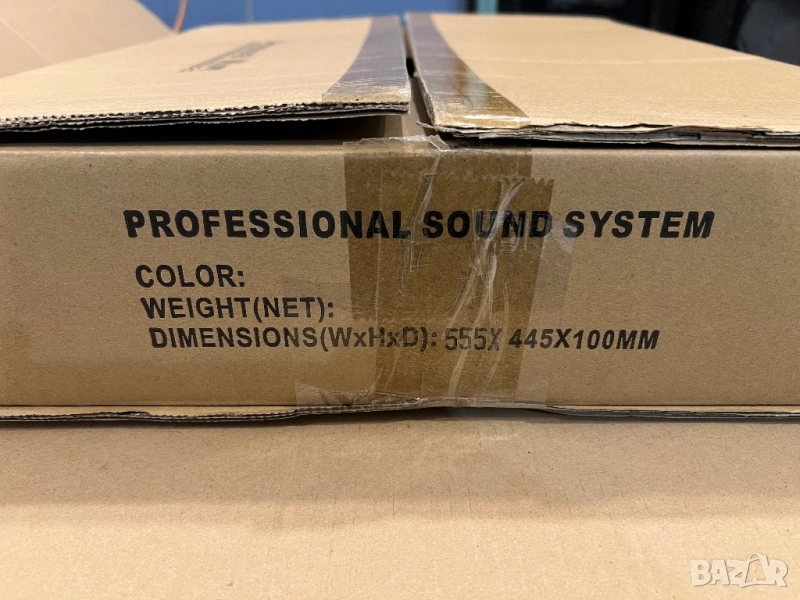 PROFESSIONAL SOUND SYSTEM
COLOR:
WEIGHT(NET):
DIMENSIONS(WxHxD): 555X 445X100MM
BAZAR